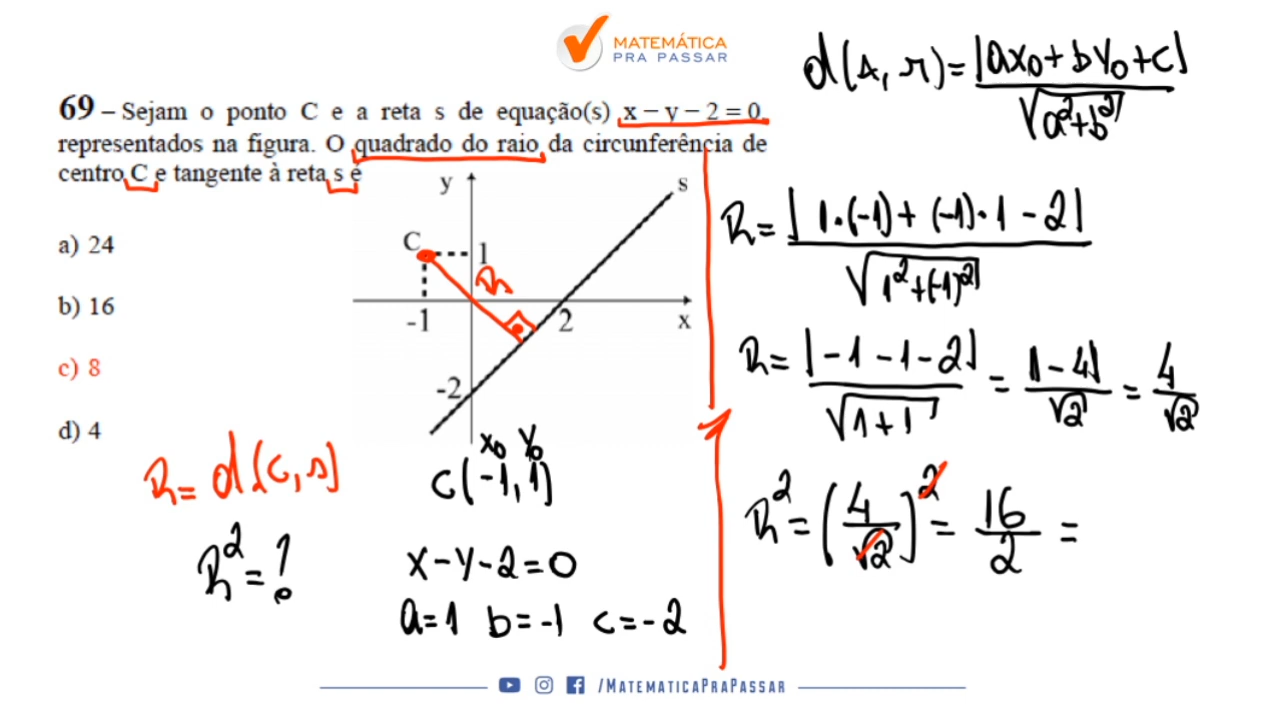 MATEMÁTICA
PRA PASSAR
69 – Sejam o ponto C e a reta s de equação(s) x – y – 2 = 0
representados na figura. O quadrado do raio da circunferência de
centro C e tangente à reta s é
a) 24
b) 16
c) 8
d) 4
y
s
C
1
R
-1
2
x
-2
R = d(C, s)
R² = ?
x₀ y₀
C(-1, 1)
x - y - 2 = 0
a = 1 b = -1 c = -2
d(A, r) = |ax₀ + by₀ + c| / √(a² + b²)
R = |1·(-1) + (-1)·1 - 2| / √(1² + (-1)²)
R = |-1 - 1 - 2| / √(1 + 1) = |-4| / √2 = 4 / √2
R² = (4 / √2)² = 16 / 2 =
/MATEMATICAPRAPASSAR